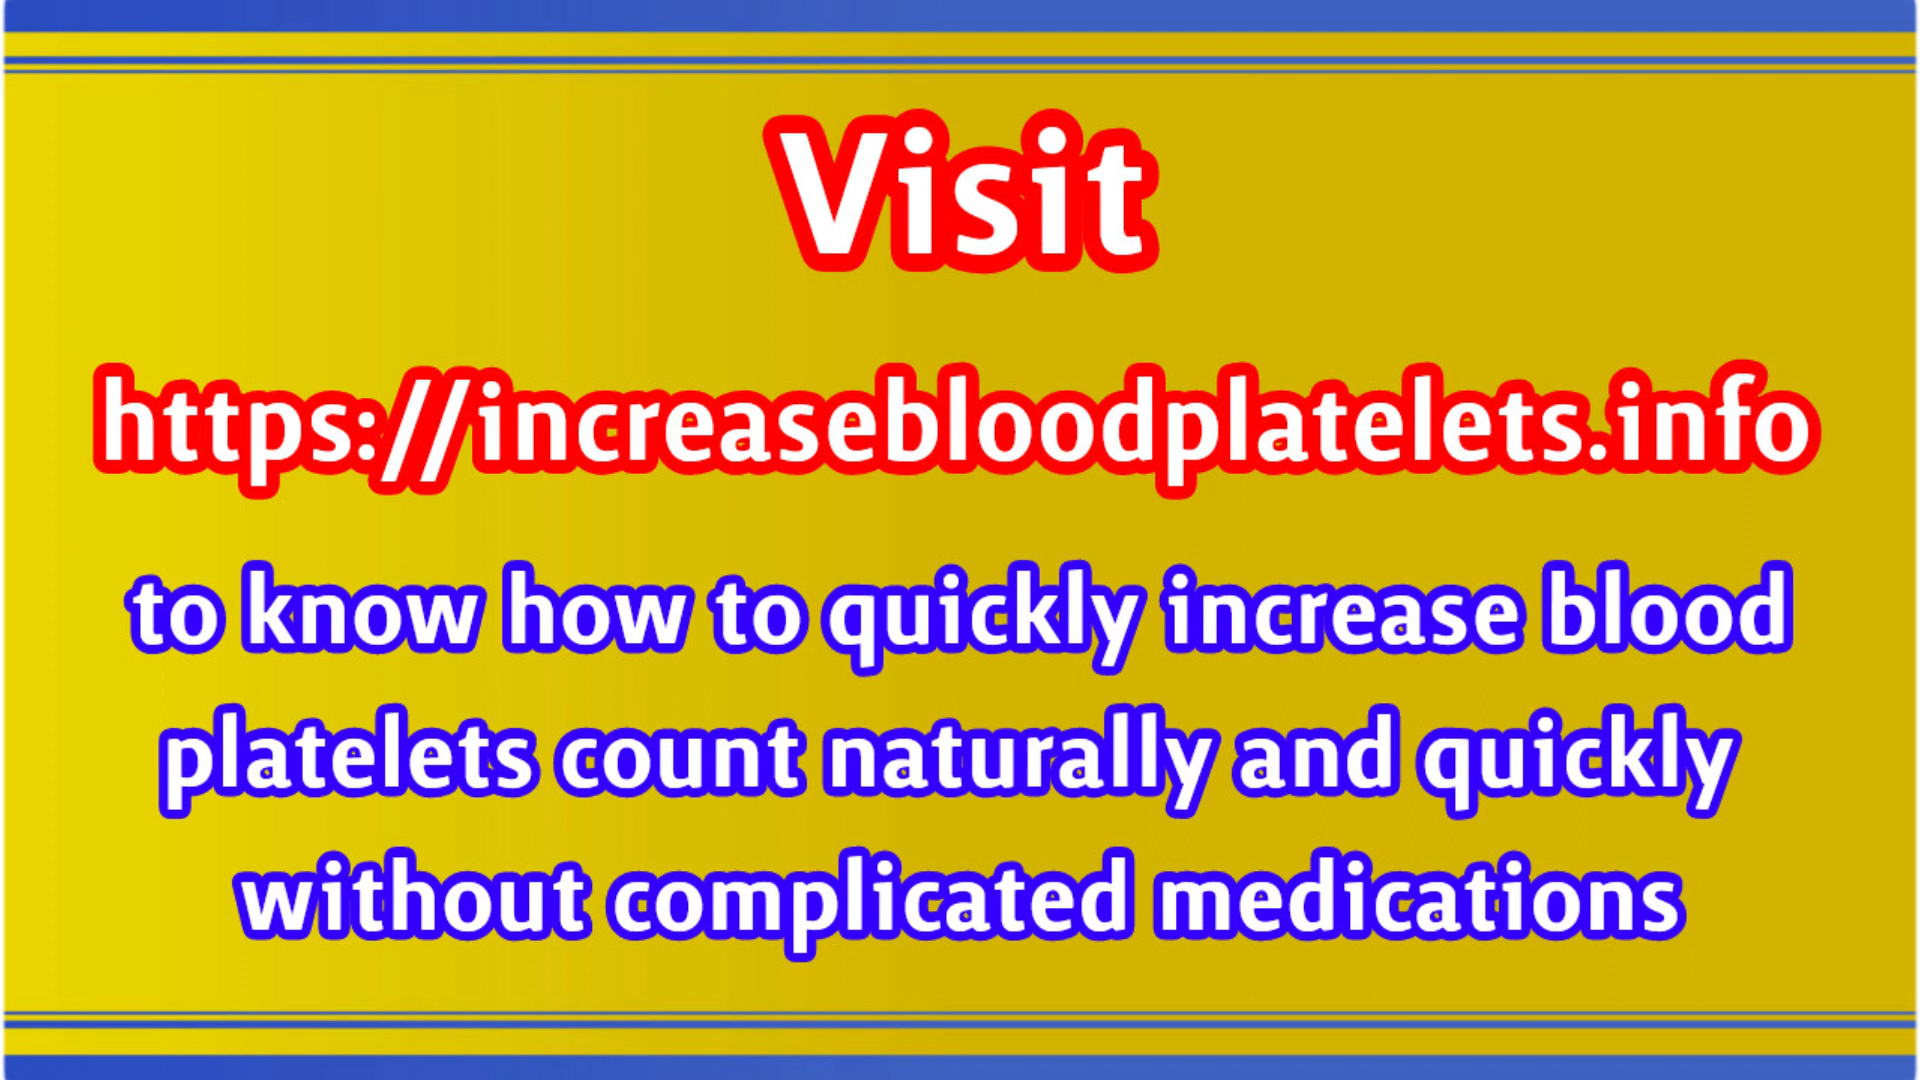 Visit
https://increasebloodplatelets.info
to know how to quickly increase blood
platelets count naturally and quickly
without complicated medications